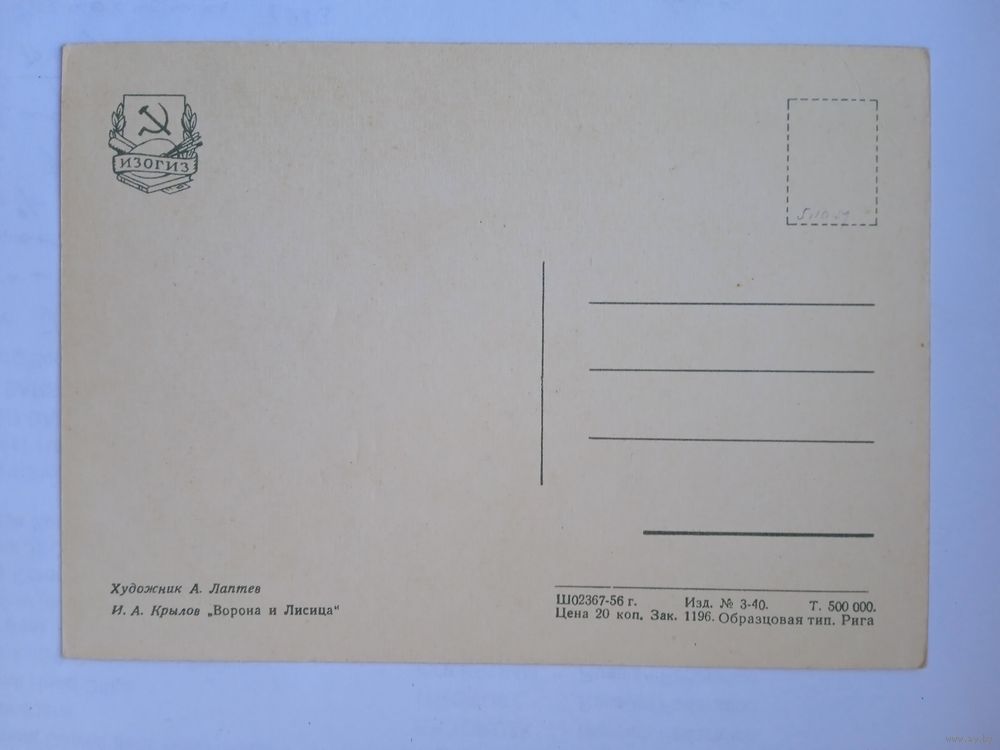 ИЗОГИЗ
Художник А. Лаптев
И. А. Крылов „Ворона и Лисица"
Ш02367-56 г. Изд. № 3-40. Т. 500 000.
Цена 20 коп. Зак. 1196. Образцовая тип. Рига